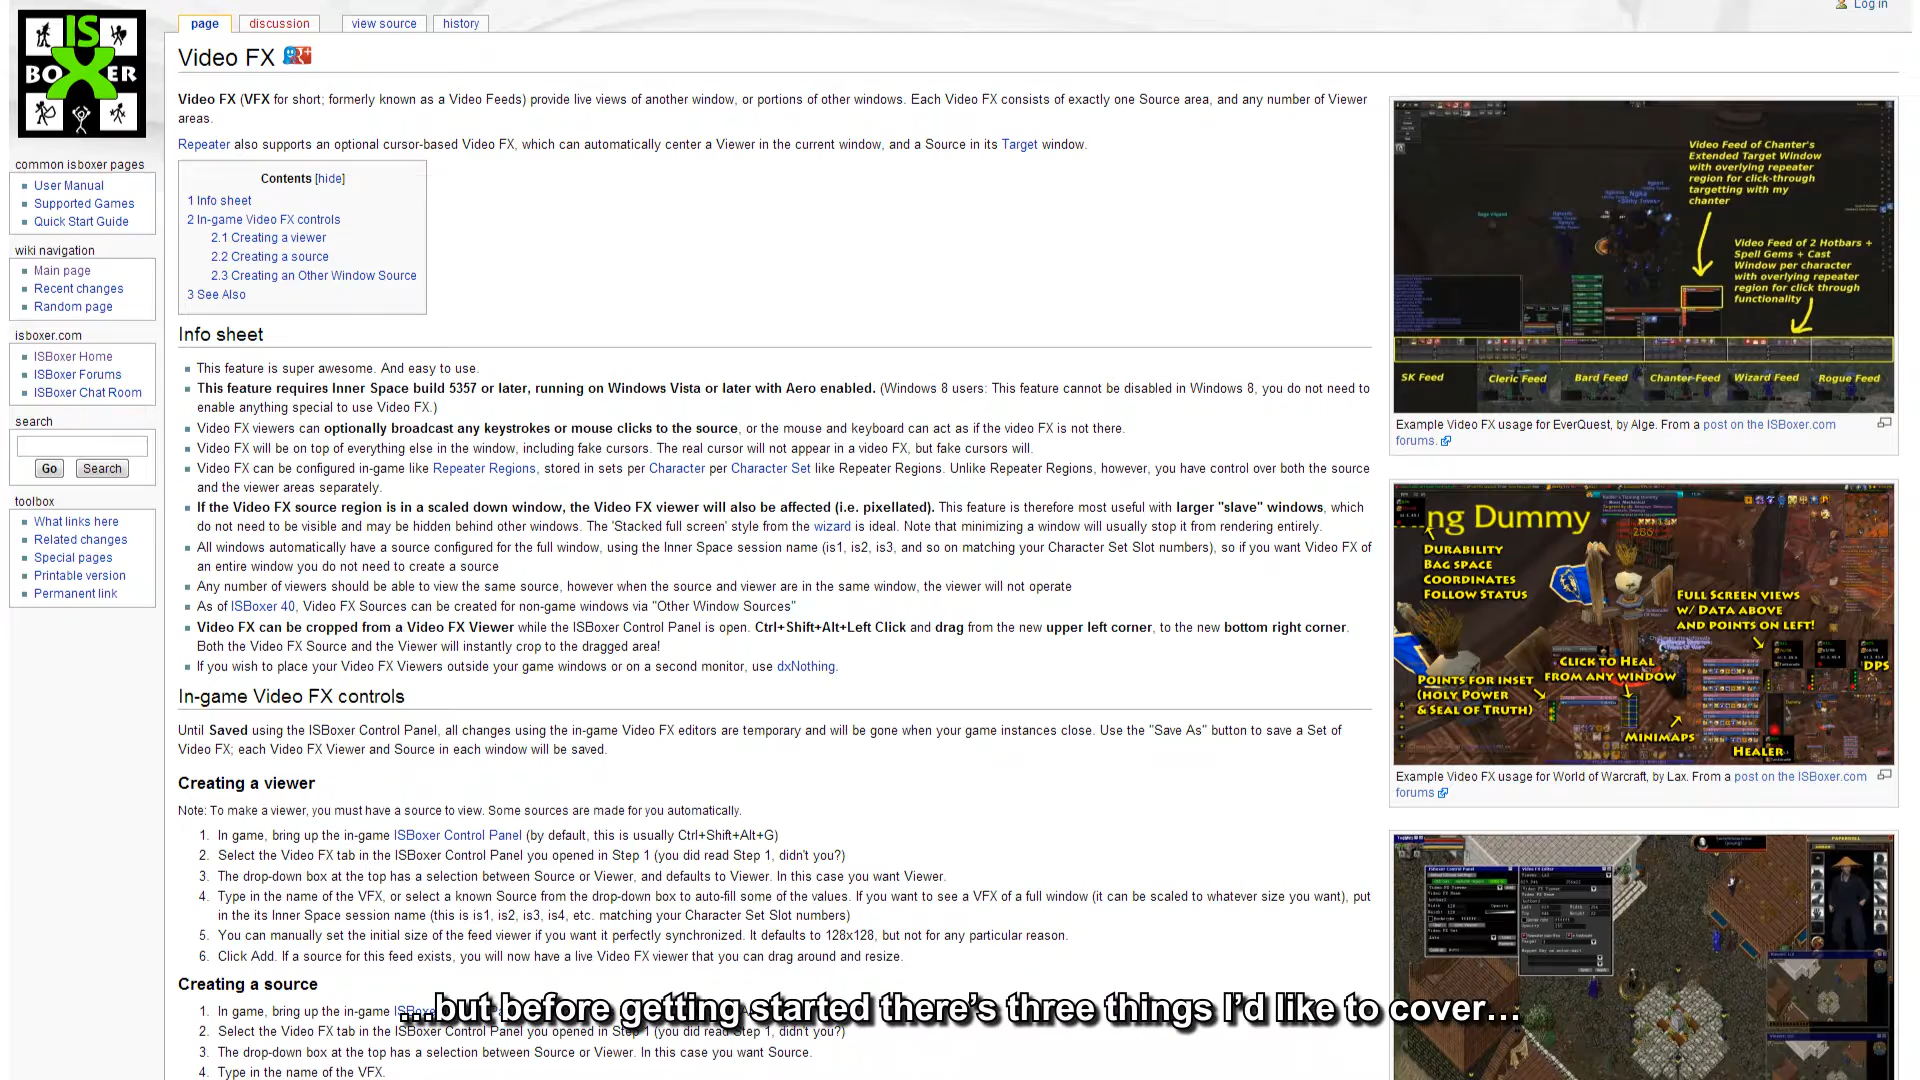 page
discussion
view source
history
Log in
IS
BOXER
Video FX
Video FX (VFX for short; formerly known as a Video Feeds) provide live views of another window, or portions of other windows. Each Video FX consists of exactly one Source area, and any number of Viewer
areas.
Repeater also supports an optional cursor-based Video FX, which can automatically center a Viewer in the current window, and a Source in its Target window.
Contents [hide]
1 Info sheet
2 In-game Video FX controls
2.1 Creating a viewer
2.2 Creating a source
2.3 Creating an Other Window Source
3 See Also
common isboxer pages
User Manual
Supported Games
Quick Start Guide
wiki navigation
Main page
Recent changes
Random page
isboxer.com
ISBoxer Home
ISBoxer Forums
ISBoxer Chat Room
search
Go
Search
toolbox
What links here
Related changes
Special pages
Printable version
Permanent link
Info sheet
This feature is super awesome. And easy to use.
This feature requires Inner Space build 5357 or later, running on Windows Vista or later with Aero enabled. (Windows 8 users: This feature cannot be disabled in Windows 8, you do not need to
enable anything special to use Video FX.)
Video FX viewers can optionally broadcast any keystrokes or mouse clicks to the source, or the mouse and keyboard can act as if the video FX is not there.
Video FX will be on top of everything else in the window, including fake cursors. The real cursor will not appear in a video FX, but fake cursors will.
Video FX can be configured in-game like Repeater Regions, stored in sets per Character per Character Set like Repeater Regions. Unlike Repeater Regions, however, you have control over both the source
and the viewer areas separately.
If the Video FX source region is in a scaled down window, the Video FX viewer will also be affected (i.e. pixellated). This feature is therefore most useful with larger "slave" windows, which
do not need to be visible and may be hidden behind other windows. The 'Stacked full screen' style from the wizard is ideal. Note that minimizing a window will usually stop it from rendering entirely.
All windows automatically have a source configured for the full window, using the Inner Space session name (is1, is2, is3, and so on matching your Character Set Slot numbers), so if you want Video FX of
an entire window you do not need to create a source
Any number of viewers should be able to view the same source, however when the source and viewer are in the same window, the viewer will not operate
As of ISBoxer 40, Video FX Sources can be created for non-game windows via "Other Window Sources"
Video FX can be cropped from a Video FX Viewer while the ISBoxer Control Panel is open. Ctrl+Shift+Alt+Left Click and drag from the new upper left corner, to the new bottom right corner.
Both the Video FX Source and the Viewer will instantly crop to the dragged area!
If you wish to place your Video FX Viewers outside your game windows or on a second monitor, use dxNothing.
In-game Video FX controls
Until Saved using the ISBoxer Control Panel, all changes using the in-game Video FX editors are temporary and will be gone when your game instances close. Use the "Save As" button to save a Set of
Video FX; each Video FX Viewer and Source in each window will be saved.
Creating a viewer
Note: To make a viewer, you must have a source to view. Some sources are made for you automatically.
1. In game, bring up the in-game ISBoxer Control Panel (by default, this is usually Ctrl+Shift+Alt+G)
2. Select the Video FX tab in the ISBoxer Control Panel you opened in Step 1 (you did read Step 1, didn't you?)
3. The drop-down box at the top has a selection between Source or Viewer, and defaults to Viewer. In this case you want Viewer.
4. Type in the name of the VFX, or select a known Source from the drop-down box to auto-fill some of the values. If you want to see a VFX of a full window (it can be scaled to whatever size you want), put
in the its Inner Space session name (this is is1, is2, is3, is4, etc. matching your Character Set Slot numbers)
5. You can manually set the initial size of the feed viewer if you want it perfectly synchronized. It defaults to 128x128, but not for any particular reason.
6. Click Add. If a source for this feed exists, you will now have a live Video FX viewer that you can drag around and resize.
Creating a source
1. In game, bring up the in-game
2. Select the Video FX tab in the ISBoxer Control Panel you opened in Step 1 (you did read Step 1, didn't you?)
3. The drop-down box at the top has a selection between Source or Viewer. In this case you want Source.
4. Type in the name of the VFX.
...but before getting started there's three things I'd like to cover...
Video Feed of Chanter's
Extended Target Window
with overlying repeater
region for click-through
targetting with my
chanter
Video Feed of 2 Hotbars +
Spell Gems + Cast
Window per character
with overlying repeater
region for click through
functionality
SK Feed
Cleric Feed
Bard Feed
Chanter Feed
Wizard Feed
Rogue Feed
Example Video FX usage for EverQuest, by Alge. From a post on the ISBoxer.com
forums.
ng Dummy
Durability
Bag space
Coordinates
Follow Status
Full Screen views
w/ Data above
and points on left!
Click to Heal
from any window
DPS
Points for inset
(Holy Power
& Seal of Truth)
Minimaps
Healer
Example Video FX usage for World of Warcraft, by Lax. From a post on the ISBoxer.com
forums